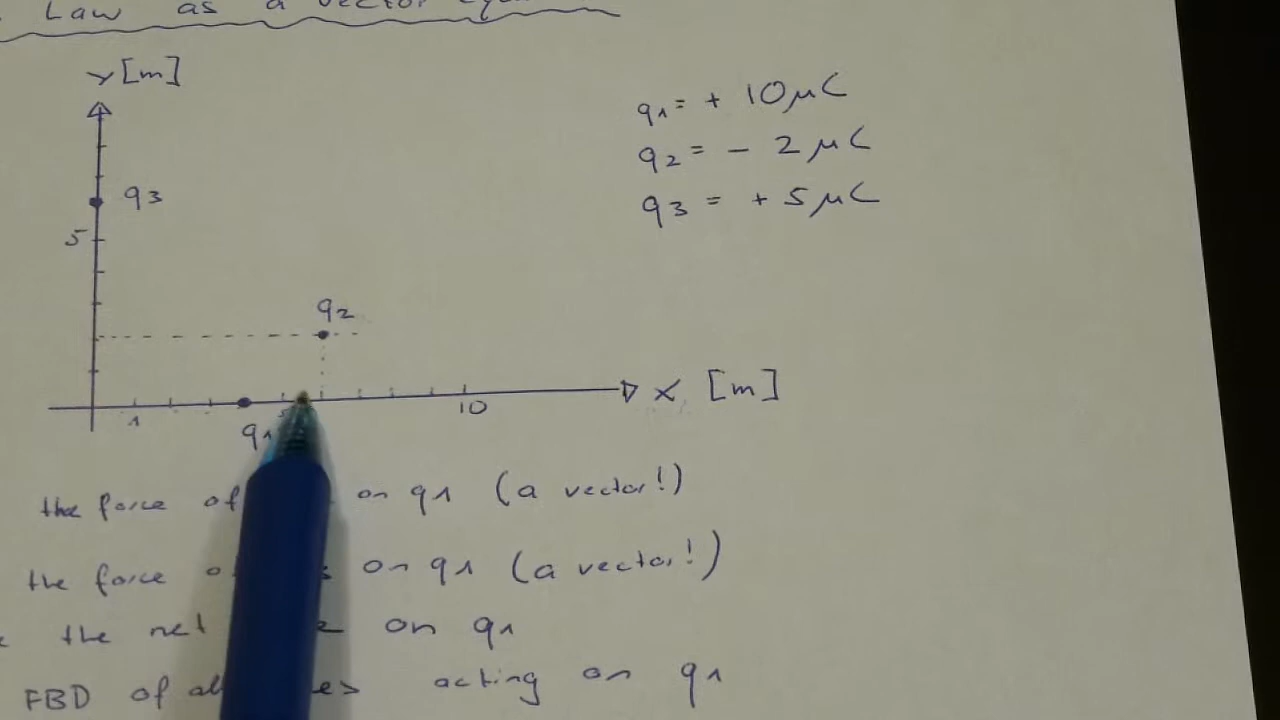 Law as a vector
y [m]
q1 = + 10 μC
q2 = - 2 μC
q3 = + 5 μC
q3
5
q2
x [m]
1
10
q1
the force of on q1 (a vector!)
the force on q1 (a vector!)
the net on q1
FBD of acting on q1